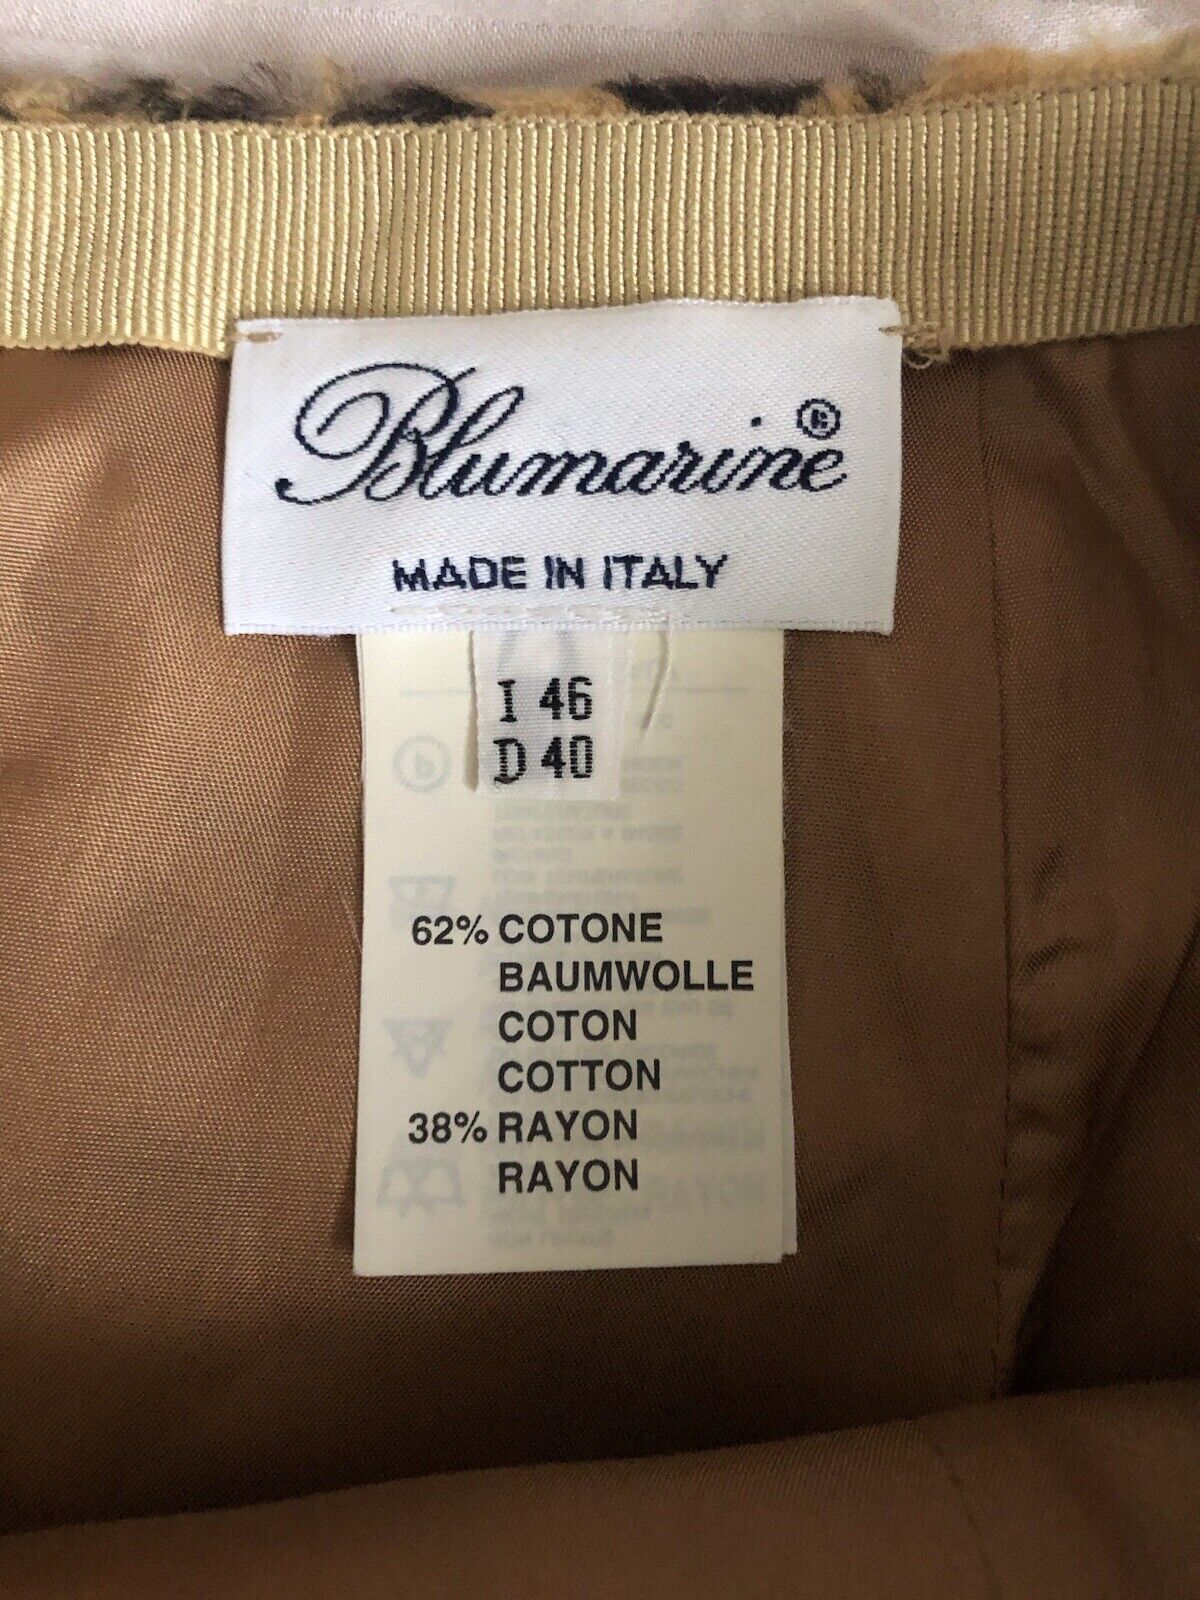 Blumarine
MADE IN ITALY
I 46
D 40
62% COTONE
BAUMWOLLE
COTON
COTTON
38% RAYON
RAYON